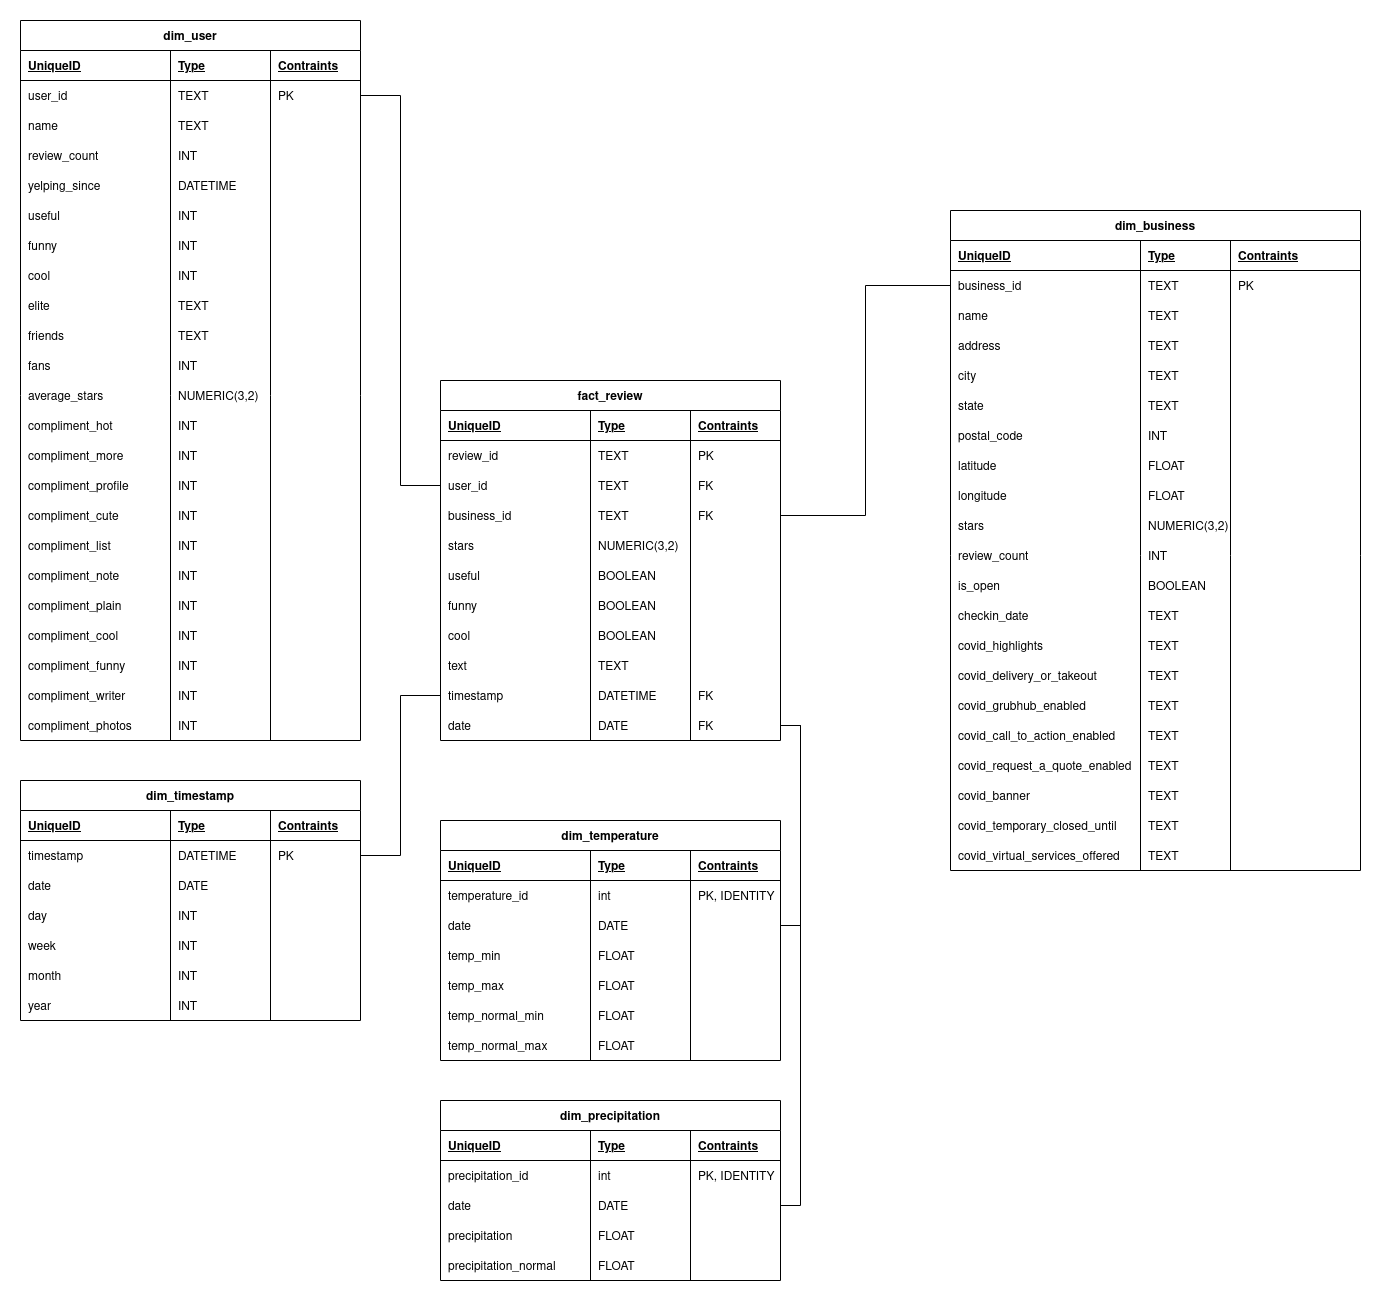 dim_user
UniqueID Type Contraints
user_id TEXT PK
name TEXT
review_count INT
yelping_since DATETIME
useful INT
funny INT
cool INT
elite TEXT
friends TEXT
fans INT
average_stars NUMERIC(3,2)
compliment_hot INT
compliment_more INT
compliment_profile INT
compliment_cute INT
compliment_list INT
compliment_note INT
compliment_plain INT
compliment_cool INT
compliment_funny INT
compliment_writer INT
compliment_photos INT
dim_timestamp
UniqueID Type Contraints
timestamp DATETIME PK
date DATE
day INT
week INT
month INT
year INT
fact_review
UniqueID Type Contraints
review_id TEXT PK
user_id TEXT FK
business_id TEXT FK
stars NUMERIC(3,2)
useful BOOLEAN
funny BOOLEAN
cool BOOLEAN
text TEXT
timestamp DATETIME FK
date DATE FK
dim_temperature
UniqueID Type Contraints
temperature_id int PK, IDENTITY
date DATE
temp_min FLOAT
temp_max FLOAT
temp_normal_min FLOAT
temp_normal_max FLOAT
dim_precipitation
UniqueID Type Contraints
precipitation_id int PK, IDENTITY
date DATE
precipitation FLOAT
precipitation_normal FLOAT
dim_business
UniqueID Type Contraints
business_id TEXT PK
name TEXT
address TEXT
city TEXT
state TEXT
postal_code INT
latitude FLOAT
longitude FLOAT
stars NUMERIC(3,2)
review_count INT
is_open BOOLEAN
checkin_date TEXT
covid_highlights TEXT
covid_delivery_or_takeout TEXT
covid_grubhub_enabled TEXT
covid_call_to_action_enabled TEXT
covid_request_a_quote_enabled TEXT
covid_banner TEXT
covid_temporary_closed_until TEXT
covid_virtual_services_offered TEXT